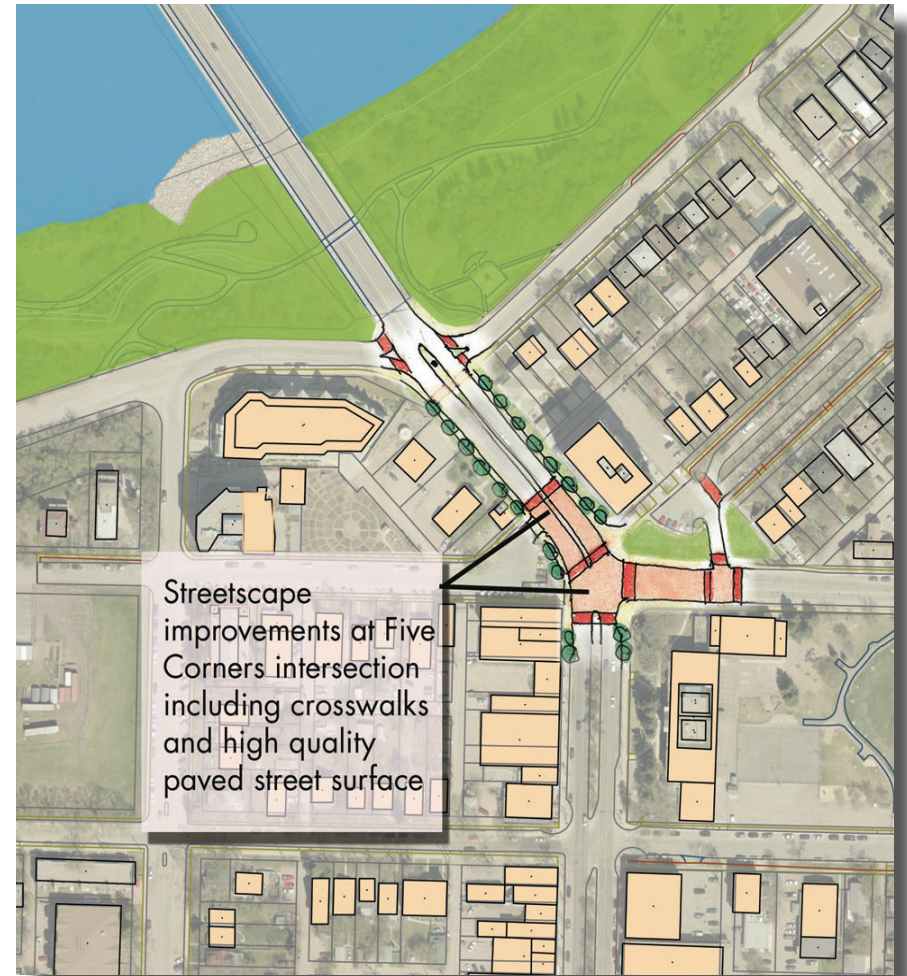 Streetscape
improvements at Five
Corners intersection
including crosswalks
and high quality
paved street surface